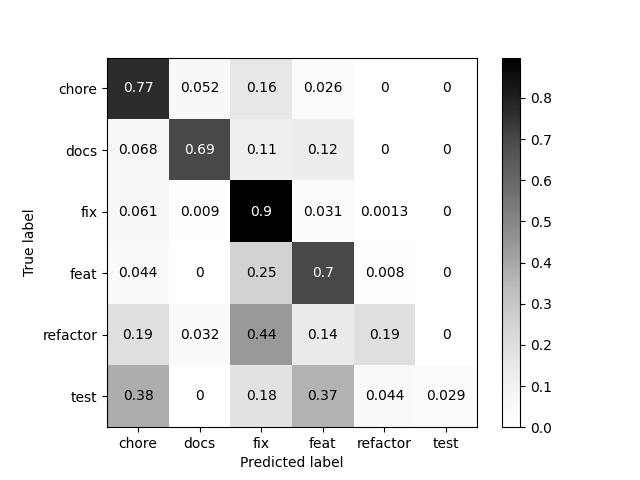 chore 0.77 0.052 0.16 0.026 0 0
docs 0.068 0.69 0.11 0.12 0 0
fix 0.061 0.009 0.9 0.031 0.0013 0
feat 0.044 0 0.25 0.7 0.008 0
refactor 0.19 0.032 0.44 0.14 0.19 0
test 0.38 0 0.18 0.37 0.044 0.029
chore docs fix feat refactor test
Predicted label
True label
0.8
0.7
0.6
0.5
0.4
0.3
0.2
0.1
0.0